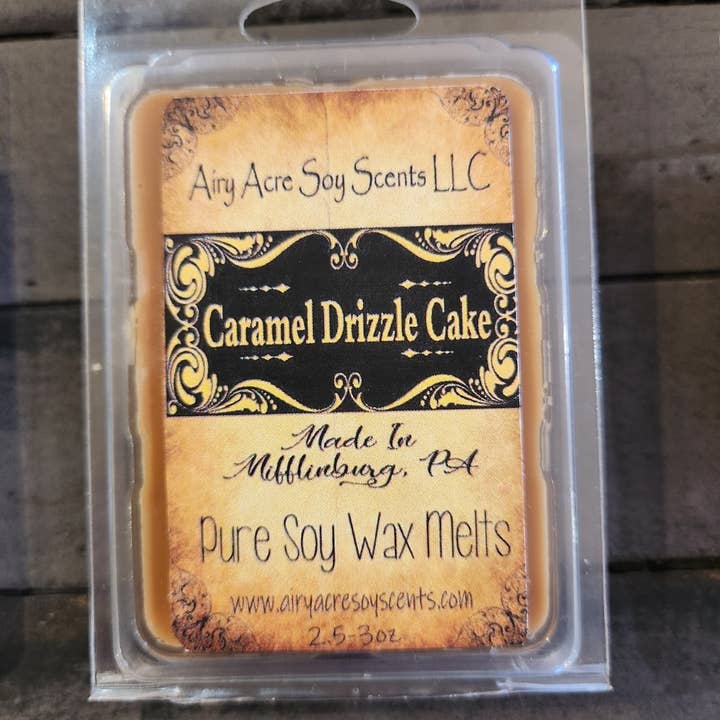 Airy Acre Soy Scents LLC
Caramel Drizzle Cake
Made In
Mifflinburg, PA
Pure Soy Wax Melts
www.airyacresoyscents.com
2.5-3oz